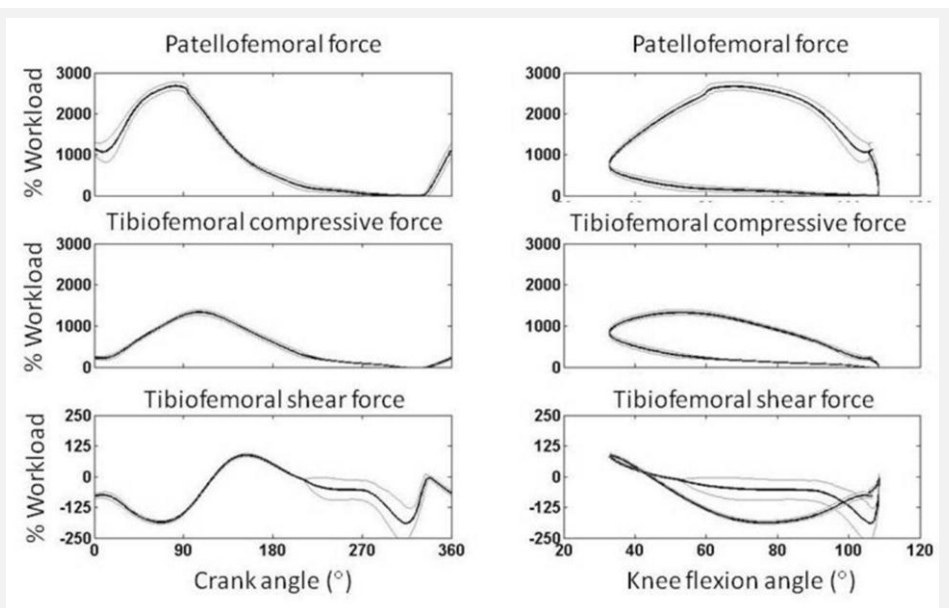 Patellofemoral force
Patellofemoral force
% Workload
3000
2000
1000
0
3000
2000
1000
0
Tibiofemoral compressive force
Tibiofemoral compressive force
% Workload
3000
2000
1000
0
3000
2000
1000
0
Tibiofemoral shear force
Tibiofemoral shear force
% Workload
250
125
0
-125
-250
250
125
0
-125
-250
0 90 180 270 360
20 40 60 80 100 120
Crank angle (°)
Knee flexion angle (°)